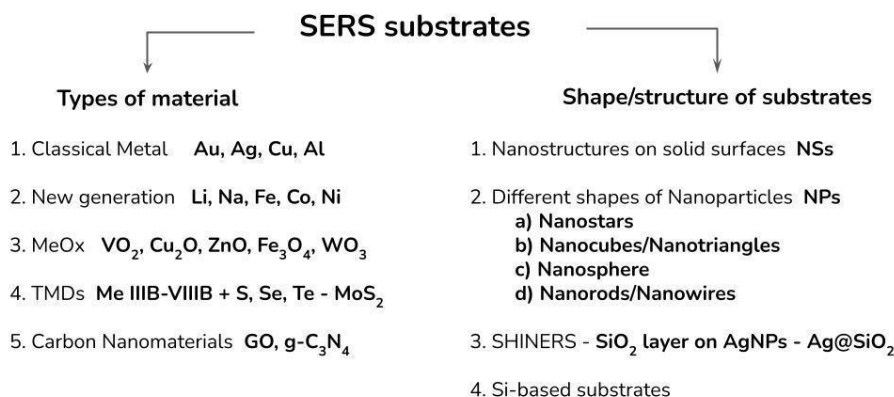 SERS substrates
Types of material
1. Classical Metal Au, Ag, Cu, Al
2. New generation Li, Na, Fe, Co, Ni
3. MeOx VO₂, Cu₂O, ZnO, Fe₃O₄, WO₃
4. TMDs Me IIIB-VIIIB + S, Se, Te - MoS₂
5. Carbon Nanomaterials GO, g-C₃N₄
Shape/structure of substrates
1. Nanostructures on solid surfaces NSs
2. Different shapes of Nanoparticles NPs
a) Nanostars
b) Nanocubes/Nanotriangles
c) Nanosphere
d) Nanorods/Nanowires
3. SHINERS - SiO₂ layer on AgNPs - Ag@SiO₂
4. Si-based substrates